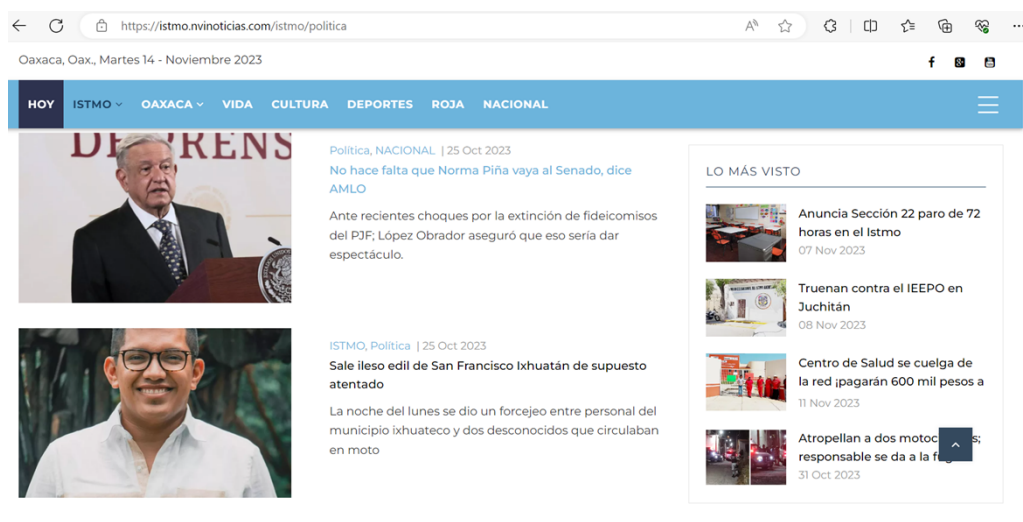 https://istmo.nvinoticias.com/istmo/politica
Oaxaca, Oax., Martes 14 - Noviembre 2023
HOY ISTMO OAXACA VIDA CULTURA DEPORTES ROJA NACIONAL
Política, NACIONAL | 25 Oct 2023
No hace falta que Norma Piña vaya al Senado, dice
AMLO
Ante recientes choques por la extinción de fideicomisos
del PJF; López Obrador aseguró que eso sería dar
espectáculo.
ISTMO, Política | 25 Oct 2023
Sale ileso edil de San Francisco Ixhuatán de supuesto
atentado
La noche del lunes se dio un forcejeo entre personal del
municipio ixhuateco y dos desconocidos que circulaban
en moto
LO MÁS VISTO
Anuncia Sección 22 paro de 72
horas en el Istmo
07 Nov 2023
Truenan contra el IEEPO en
Juchitán
08 Nov 2023
Centro de Salud se cuelga de
la red ¡pagarán 600 mil pesos a
11 Nov 2023
Atropellan a dos
responsable se da a la
31 Oct 2023